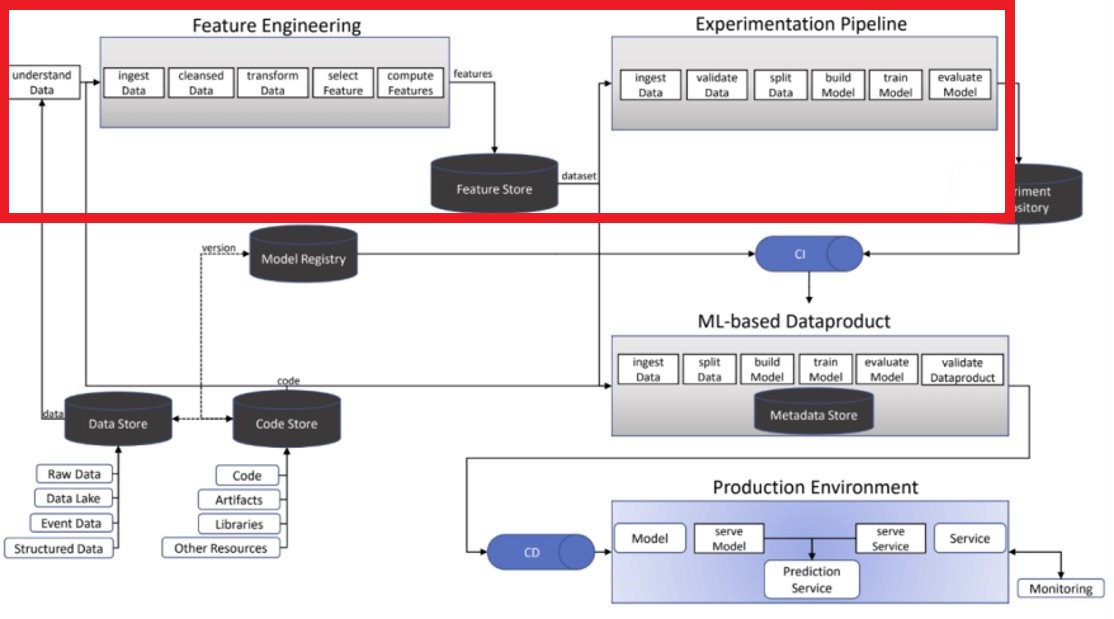 Feature Engineering
Experimentation Pipeline
understand
Data
ingest
Data
cleansed
Data
transform
Data
select
Feature
compute
Features
features
ingest
Data
validate
Data
split
Data
build
Model
train
Model
evaluate
Model
Feature Store
dataset
riment
ository
version
Model Registry
CI
ML-based Dataproduct
ingest
Data
split
Data
build
Model
train
Model
evaluate
Model
validate
Dataproduct
Metadata Store
code
data
Data Store
Code Store
Raw Data
Data Lake
Event Data
Structured Data
Code
Artifacts
Libraries
Other Resources
Production Environment
CD
Model
serve
Model
serve
Service
Service
Prediction
Service
Monitoring